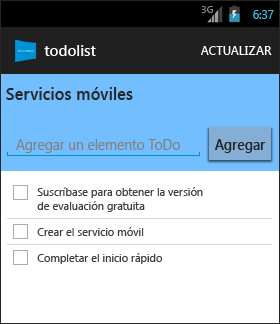 3G 6:37
todolist ACTUALIZAR
Servicios móviles
Agregar un elemento ToDo Agregar
Suscríbase para obtener la versión
de evaluación gratuita
Crear el servicio móvil
Completar el inicio rápido